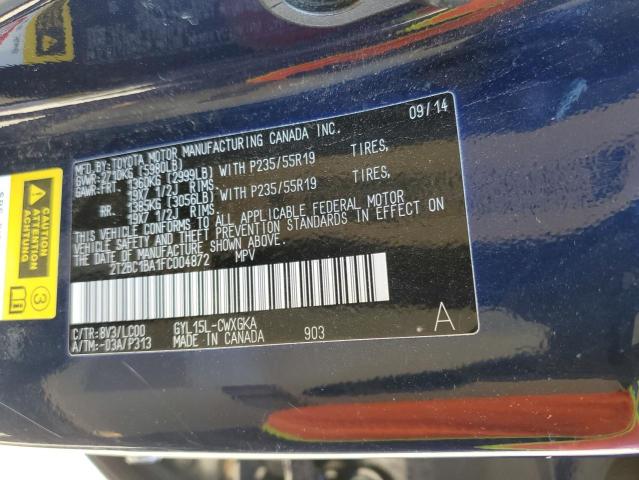 MFD.BY:TOYOTA MOTOR MANUFACTURING CANADA INC. 09/14
GVWR 2710KG (5980LB)
GAWR:FRT. 1360KG (2999LB) WITH P235/55R19 TIRES,
19X7 1/2J RIMS
RR. 1385KG (3056LB) WITH P235/55R19 TIRES,
19X7 1/2J RIMS
THIS VEHICLE CONFORMS TO ALL APPLICABLE FEDERAL MOTOR
VEHICLE SAFETY AND THEFT PREVENTION STANDARDS IN EFFECT ON
THE DATE OF MANUFACTURE SHOWN ABOVE.
2T2BC1BA1FC004872 MPV
C/TR:8V3/LC00 GYL15L-CWXGKA A
A/TM:-03A/P313 MADE IN CANADA 903
CAUTION
ATTENTION
ACHTUNG
3